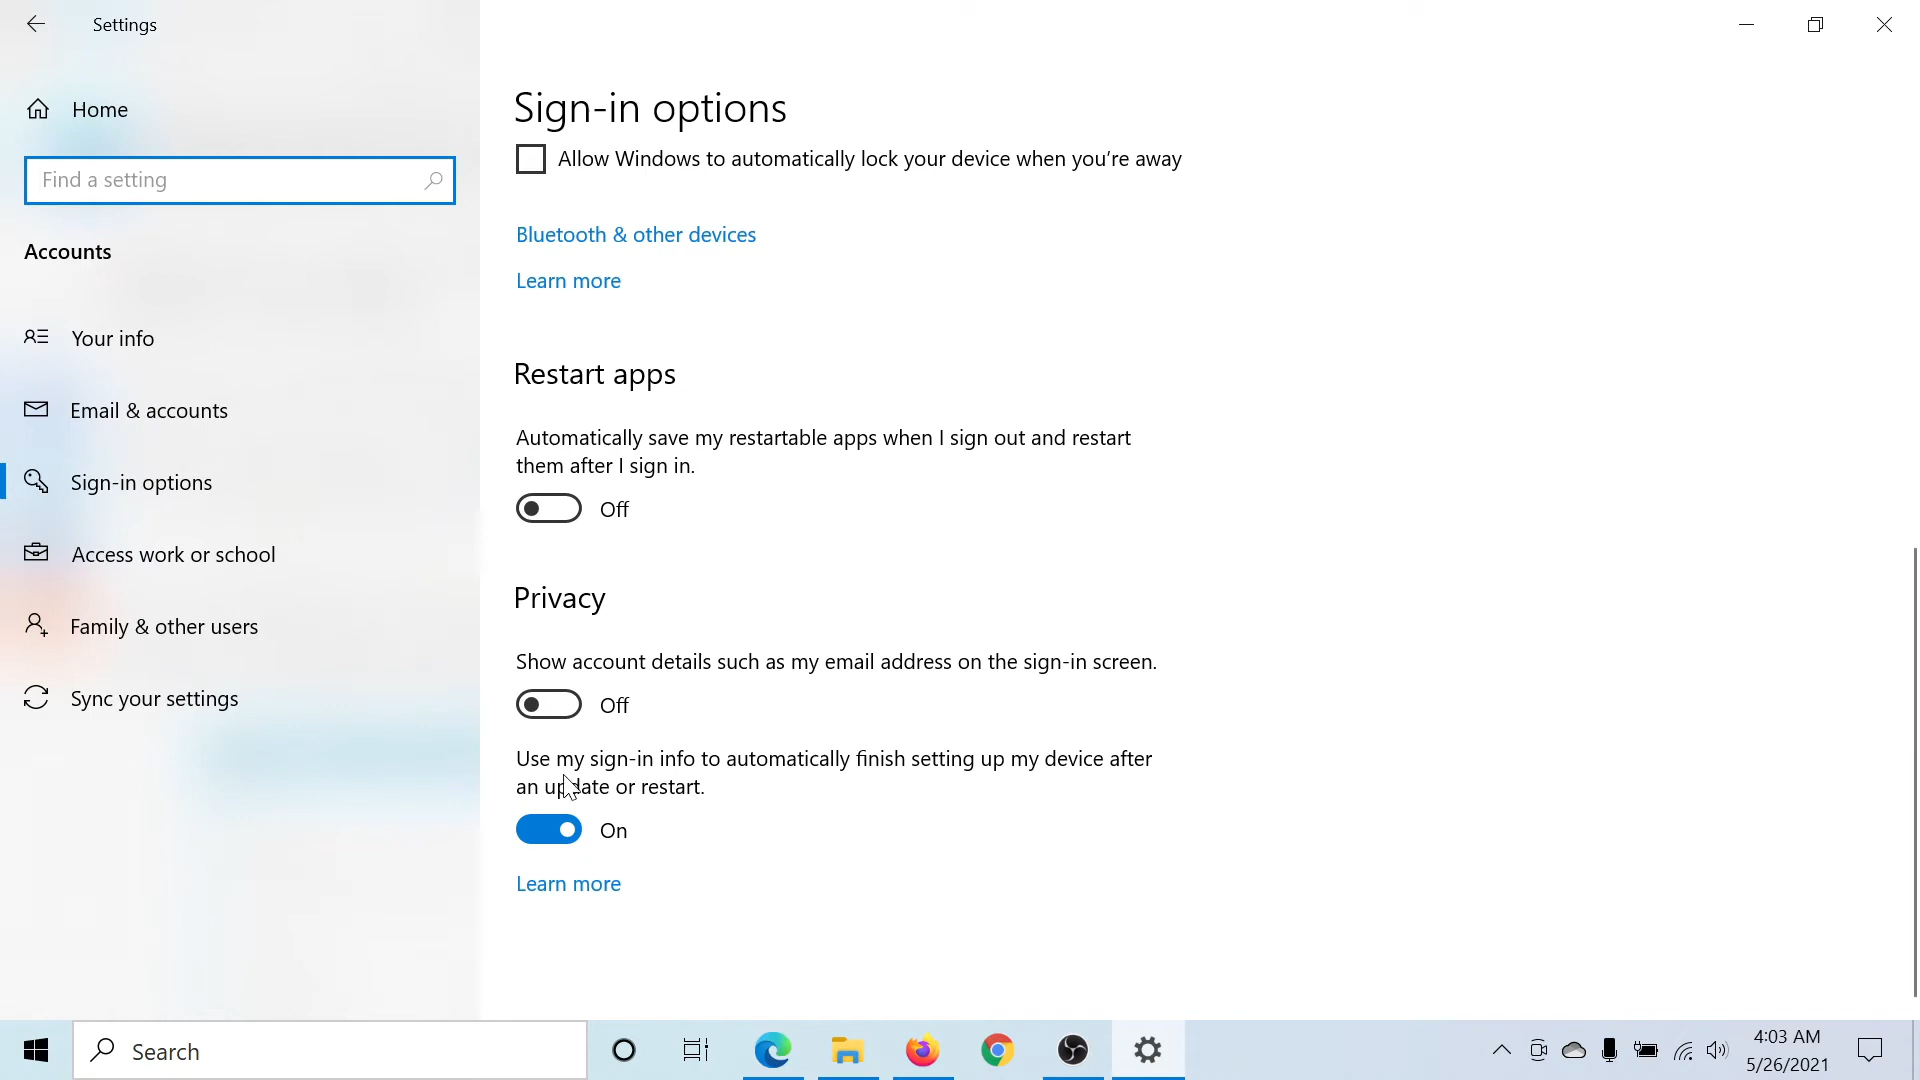 Settings
Home
Find a setting
Accounts
Your info
Email & accounts
Sign-in options
Access work or school
Family & other users
Sync your settings
Sign-in options
Allow Windows to automatically lock your device when you're away
Bluetooth & other devices
Learn more
Restart apps
Automatically save my restartable apps when I sign out and restart
them after I sign in.
Off
Privacy
Show account details such as my email address on the sign-in screen.
Off
Use my sign-in info to automatically finish setting up my device after
an update or restart.
On
Learn more
Search
4:03 AM
5/26/2021